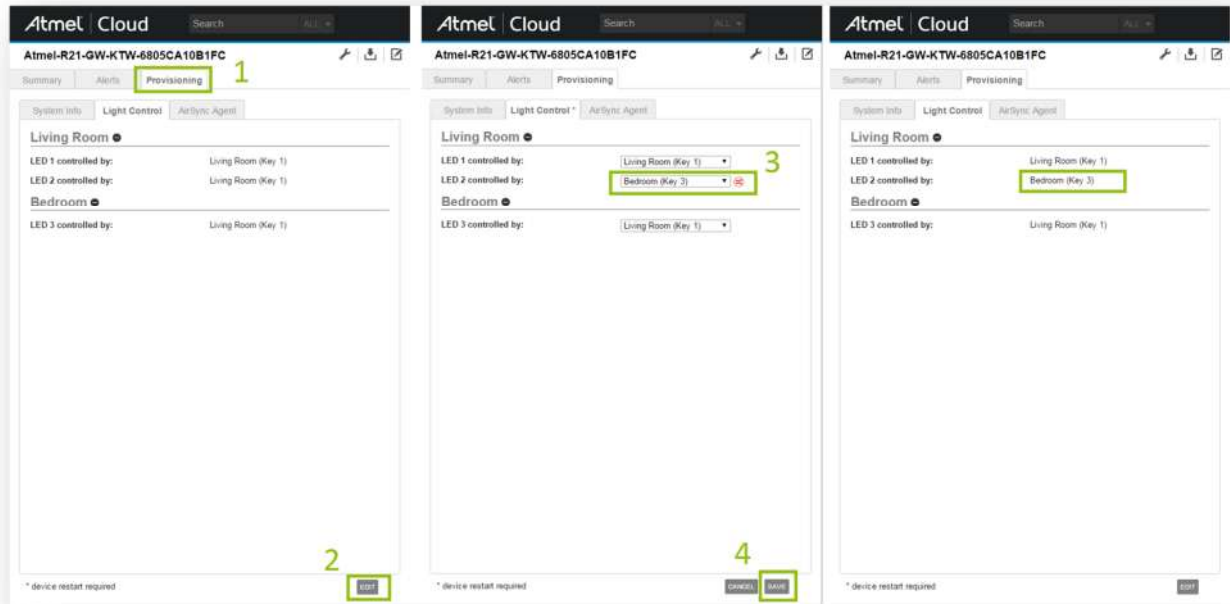 Atmel Cloud Search ALL
Atmel-R21-GW-KTW-6805CA10B1FC
Summary Alerts Provisioning 1
System Info Light Control AirSync Agent
Living Room
LED 1 controlled by: Living Room (Key 1)
LED 2 controlled by: Living Room (Key 1)
Bedroom
LED 3 controlled by: Living Room (Key 1)
2
* device restart required EDIT
Atmel Cloud Search ALL
Atmel-R21-GW-KTW-6805CA10B1FC
Summary Alerts Provisioning
System Info Light Control * AirSync Agent
Living Room
LED 1 controlled by: Living Room (Key 1) 3
LED 2 controlled by: Bedroom (Key 3)
Bedroom
LED 3 controlled by: Living Room (Key 1)
4
* device restart required CANCEL SAVE
Atmel Cloud Search ALL
Atmel-R21-GW-KTW-6805CA10B1FC
Summary Alerts Provisioning
System Info Light Control AirSync Agent
Living Room
LED 1 controlled by: Living Room (Key 1)
LED 2 controlled by: Bedroom (Key 3)
Bedroom
LED 3 controlled by: Living Room (Key 1)
* device restart required EDIT